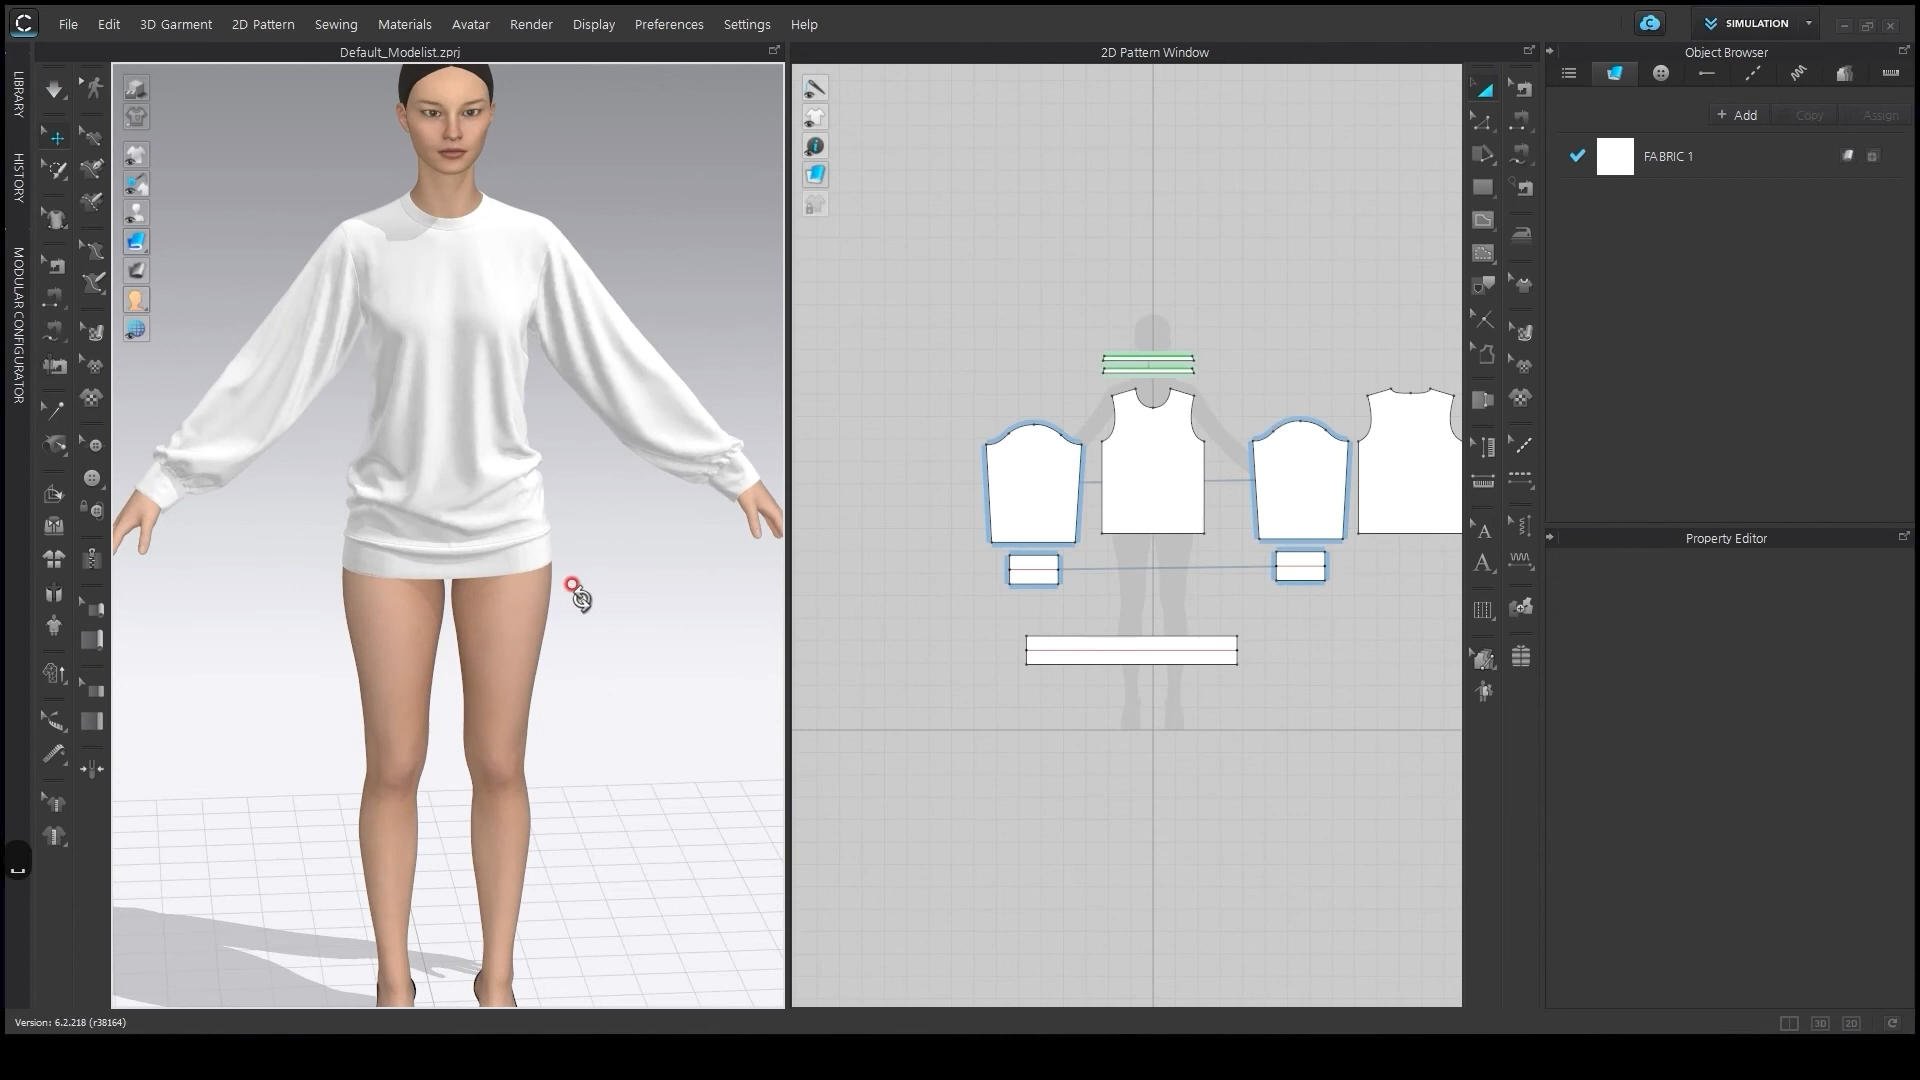 File Edit 3D Garment 2D Pattern Sewing Materials Avatar Render Display Preferences Settings Help
SIMULATION
Default_Modelist.zprj
2D Pattern Window
Object Browser
LIBRARY
HISTORY
MODULAR CONFIGURATOR
+ Add Copy Assign
FABRIC 1
Property Editor
Version: 6.2.218 (r38164)
3D 2D